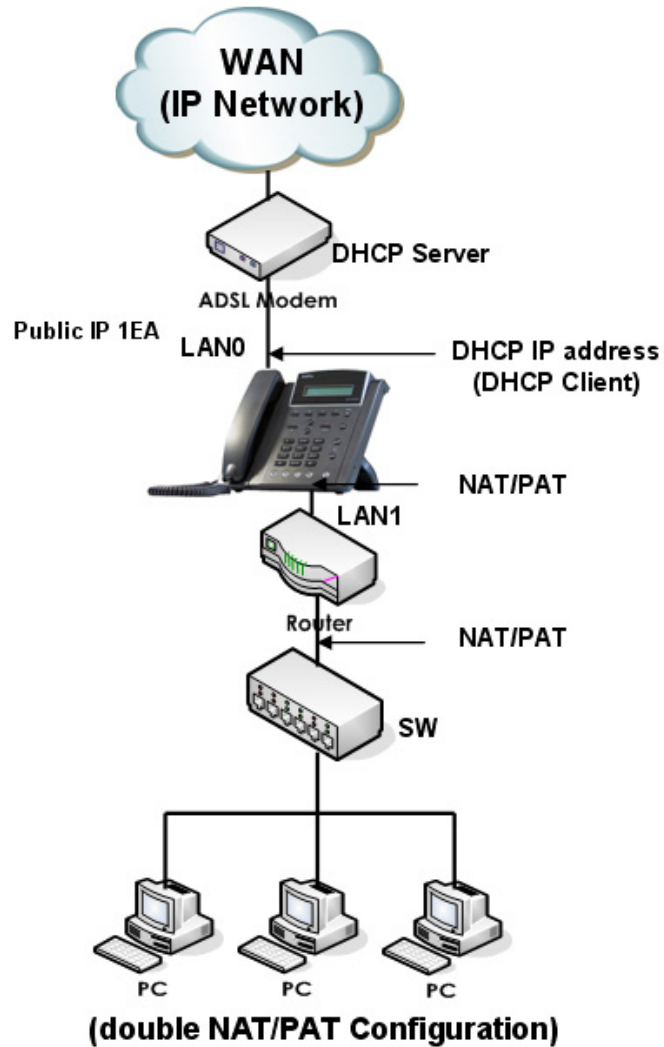 WAN
(IP Network)
DHCP Server
ADSL Modem
Public IP 1EA
LAN0
DHCP IP address
(DHCP Client)
NAT/PAT
LAN1
Router
NAT/PAT
SW
PC
PC
PC
(double NAT/PAT Configuration)